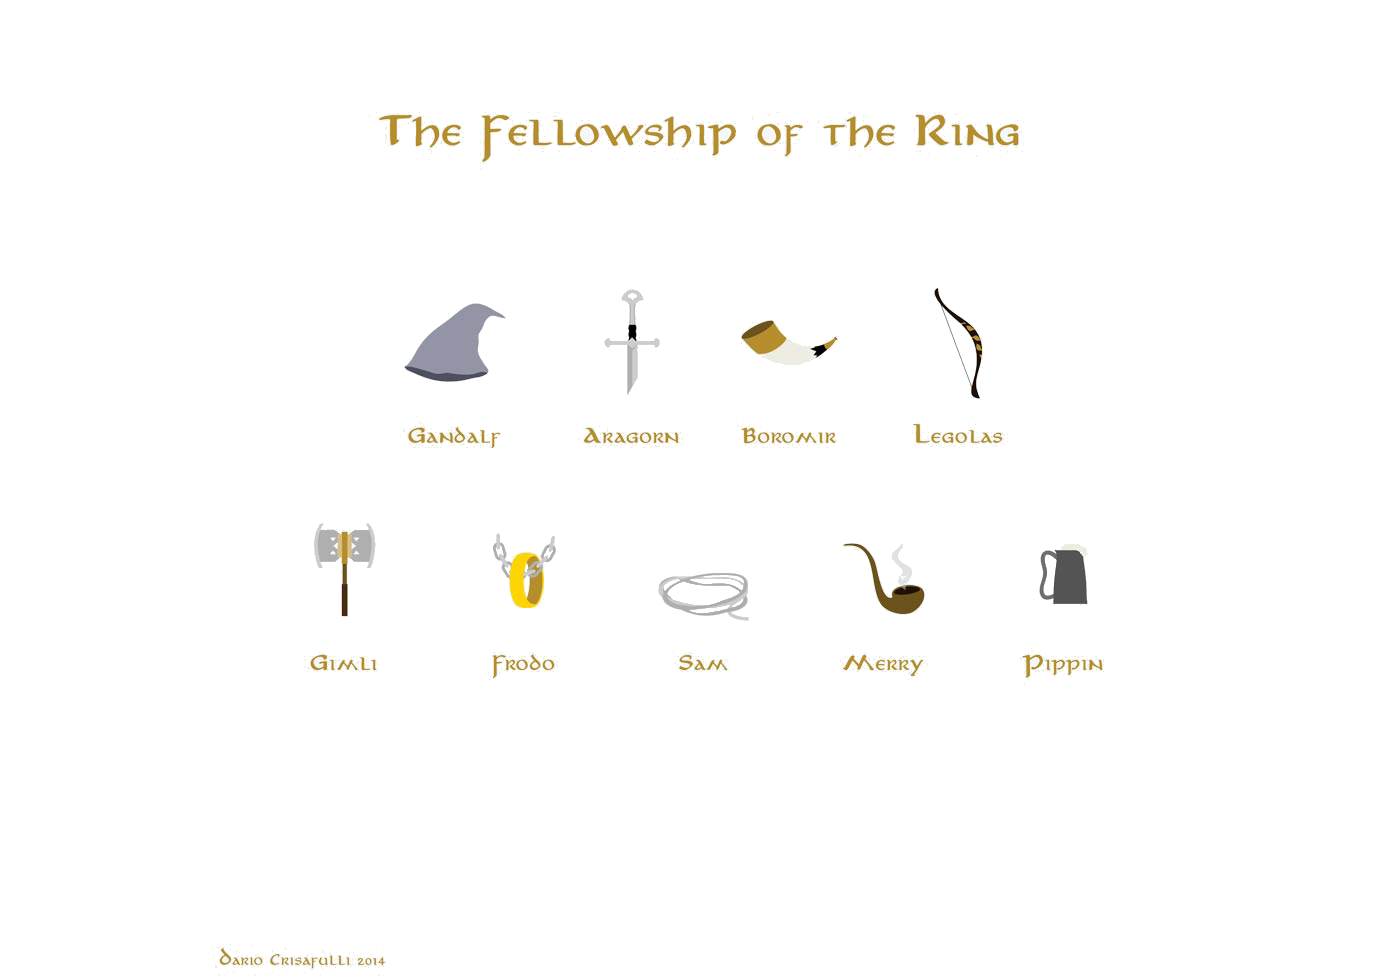 The Fellowship of the Ring
Gandalf Aragorn Boromir Legolas
Gimli Frodo Sam Merry Pippin
Dario Crisafulli 2014